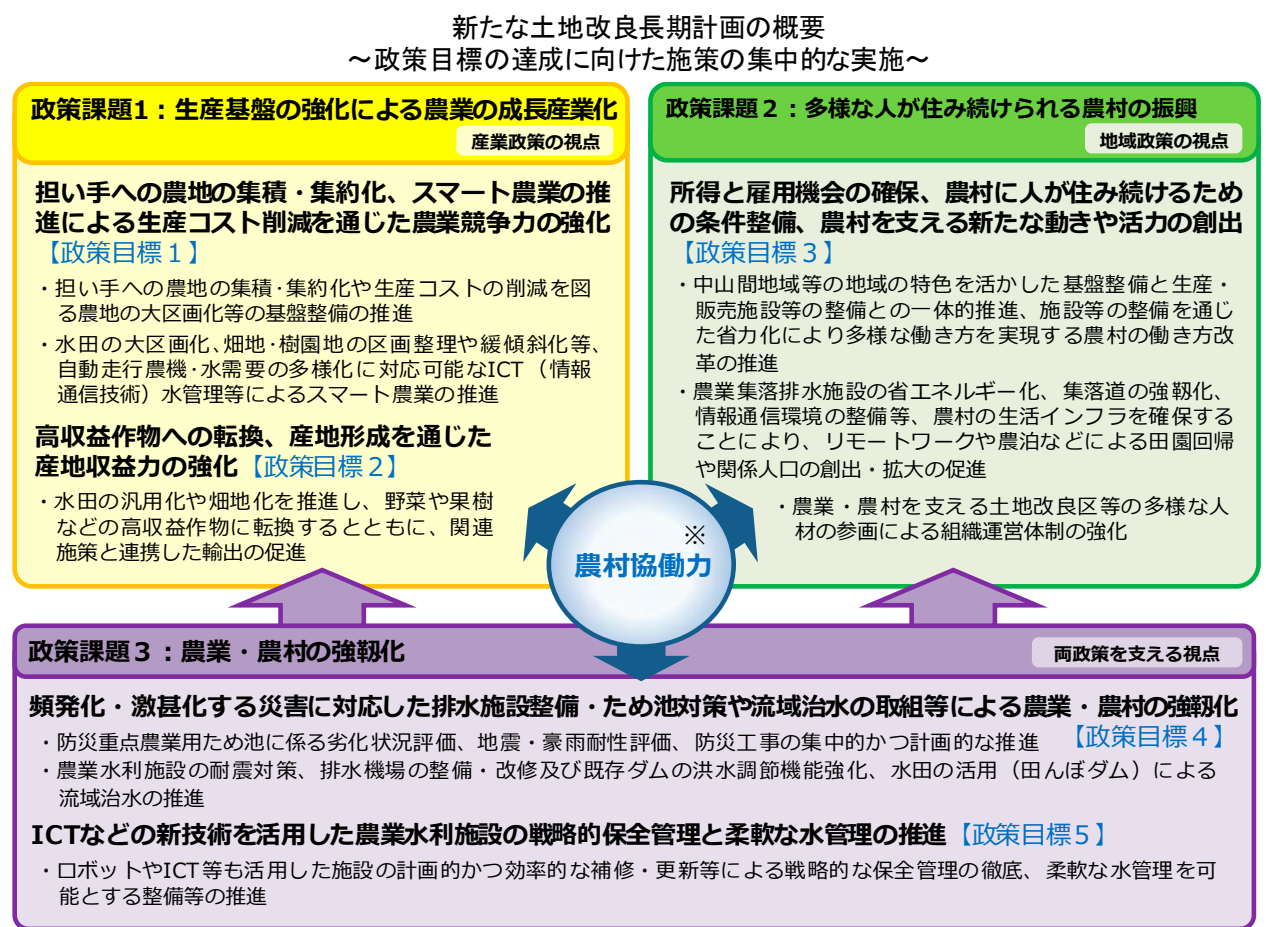 新たな土地改良長期計画の概要
～政策目標の達成に向けた施策の集中的な実施～
政策課題1：生産基盤の強化による農業の成長産業化
産業政策の視点
担い手への農地の集積・集約化、スマート農業の推
進による生産コスト削減を通じた農業競争力の強化
【政策目標１】
・担い手への農地の集積･集約化や生産コストの削減を図
る農地の大区画化等の基盤整備の推進
・水田の大区画化､畑地･樹園地の区画整理や緩傾斜化等、
自動走行農機･水需要の多様化に対応可能なICT（情報
通信技術）水管理等によるスマート農業の推進
高収益作物への転換、産地形成を通じた
産地収益力の強化【政策目標２】
・水田の汎用化や畑地化を推進し、野菜や果樹
などの高収益作物に転換するとともに、関連
施策と連携した輸出の促進
政策課題２：多様な人が住み続けられる農村の振興
地域政策の視点
所得と雇用機会の確保、農村に人が住み続けるため
の条件整備、農村を支える新たな動きや活力の創出
【政策目標３】
・中山間地域等の地域の特色を活かした基盤整備と生産・
販売施設等の整備との一体的推進、施設等の整備を通じ
た省力化により多様な働き方を実現する農村の働き方改
革の推進
・農業集落排水施設の省エネルギー化、集落道の強靱化、
情報通信環境の整備等、農村の生活インフラを確保する
ことにより、リモートワークや農泊などによる田園回帰
や関係人口の創出・拡大の促進
・農業・農村を支える土地改良区等の多様な人
材の参画による組織運営体制の強化
※
農村協働力
政策課題３：農業・農村の強靱化
両政策を支える視点
頻発化・激甚化する災害に対応した排水施設整備・ため池対策や流域治水の取組等による農業・農村の強靱化
・防災重点農業用ため池に係る劣化状況評価、地震・豪雨耐性評価、防災工事の集中的かつ計画的な推進 【政策目標４】
・農業水利施設の耐震対策、排水機場の整備・改修及び既存ダムの洪水調節機能強化、水田の活用（田んぼダム）による
流域治水の推進
ICTなどの新技術を活用した農業水利施設の戦略的保全管理と柔軟な水管理の推進【政策目標５】
・ロボットやICT等も活用した施設の計画的かつ効率的な補修・更新等による戦略的な保全管理の徹底、柔軟な水管理を可
能とする整備等の推進